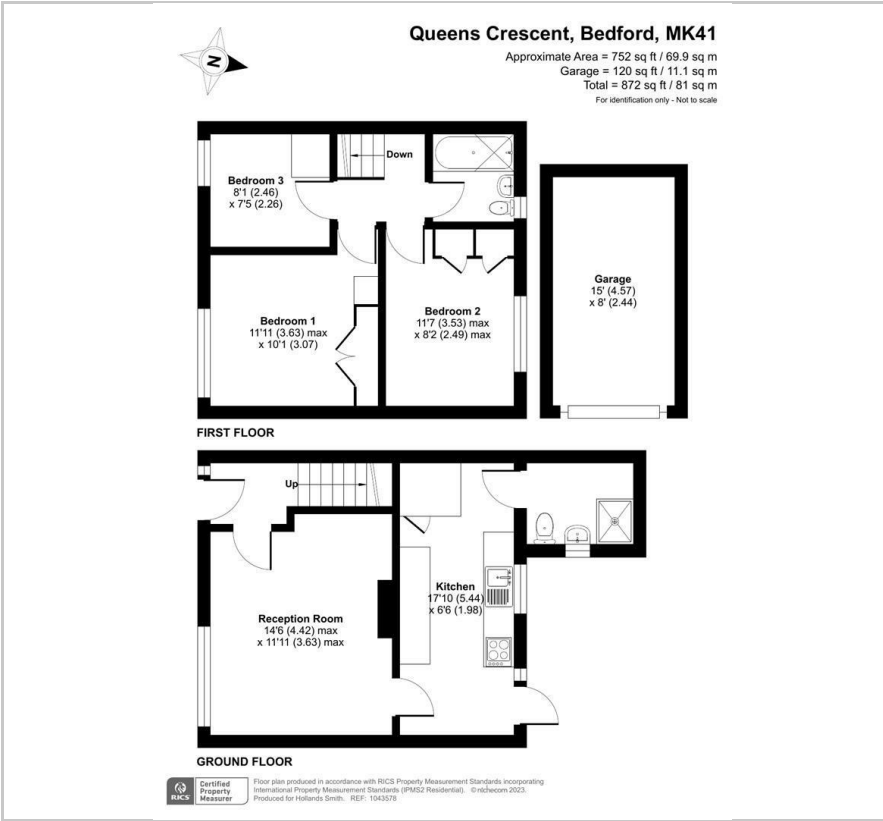 Queens Crescent, Bedford, MK41
Approximate Area = 752 sq ft / 69.9 sq m
Garage = 120 sq ft / 11.1 sq m
Total = 872 sq ft / 81 sq m
For identification only - Not to scale
N
Down
Bedroom 3
8'1 (2.46)
x 7'5 (2.26)
Garage
15' (4.57)
x 8' (2.44)
Bedroom 1
11'11 (3.63) max
x 10'1 (3.07)
Bedroom 2
11'7 (3.53) max
x 8'2 (2.49) max
FIRST FLOOR
Up
Kitchen
17'10 (5.44)
x 6'6 (1.98)
Reception Room
14'6 (4.42) max
x 11'11 (3.63) max
GROUND FLOOR
RICS
Certified
Property
Measurer
Floor plan produced in accordance with RICS Property Measurement Standards incorporating
International Property Measurement Standards (IPMS2 Residential). © 2023.
Produced for Hollands Smith. REF: 1043578